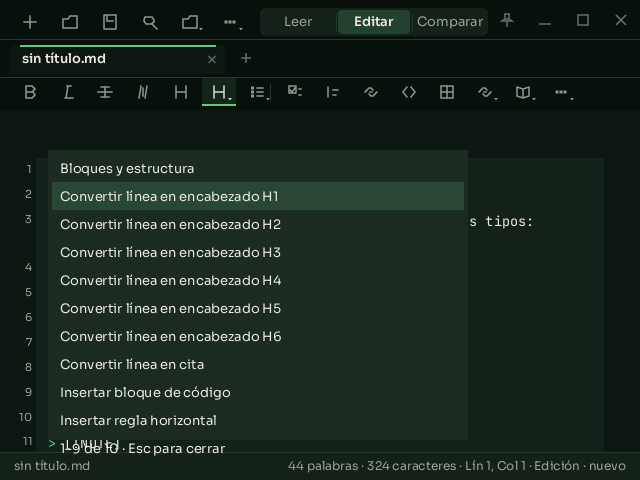 Leer Editar Comparar
sin título.md
1
Bloques y estructura
2
Convertir línea en encabezado H1
3
Convertir línea en encabezado H2
s tipos:
Convertir línea en encabezado H3
4
Convertir línea en encabezado H4
5
Convertir línea en encabezado H5
6
7
Convertir línea en encabezado H6
8
Convertir línea en cita
9
Insertar bloque de código
10
Insertar regla horizontal
11 >
1-9 de 10 · Esc para cerrar
sin título.md 44 palabras · 324 caracteres · Lín 1, Col 1 · Edición · nuevo